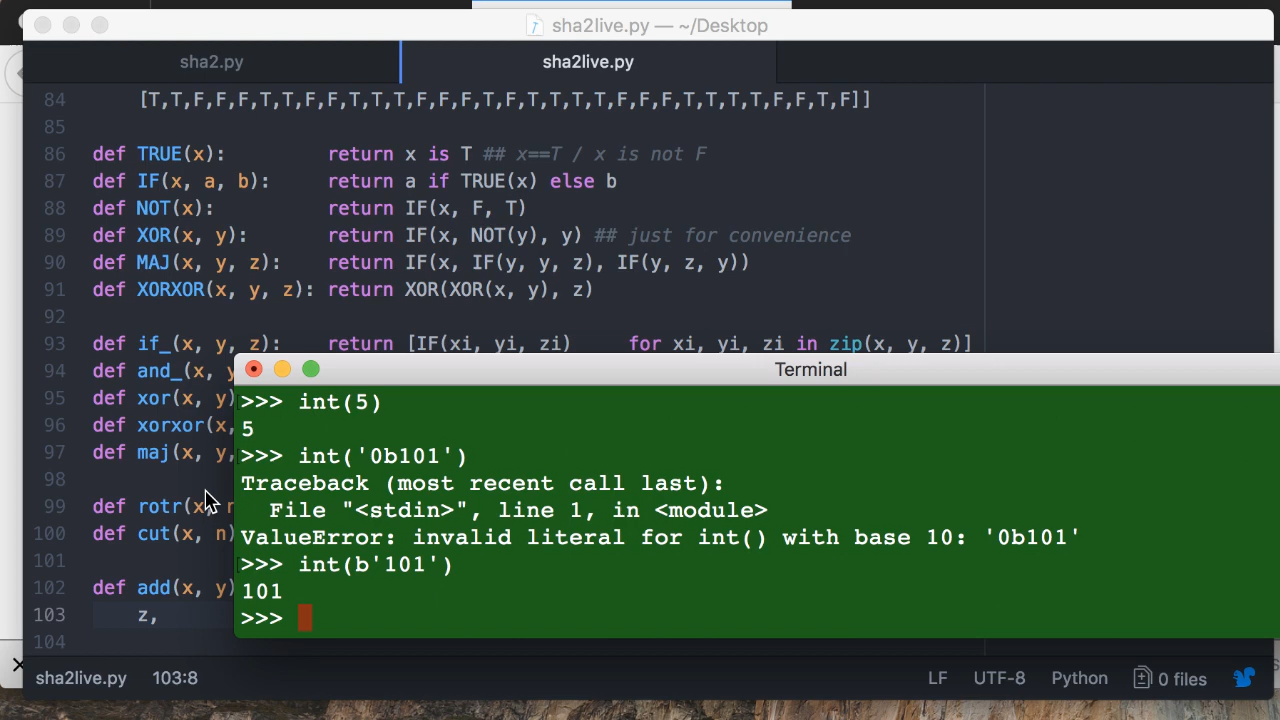 sha2live.py — ~/Desktop
sha2.py
sha2live.py
84 [T,T,F,F,F,T,T,F,F,T,T,T,F,F,F,T,F,T,T,T,T,F,F,F,T,T,T,T,F,F,T,F]]
85
86 def TRUE(x): return x is T ## x==T / x is not F
87 def IF(x, a, b): return a if TRUE(x) else b
88 def NOT(x): return IF(x, F, T)
89 def XOR(x, y): return IF(x, NOT(y), y) ## just for convenience
90 def MAJ(x, y, z): return IF(x, IF(y, y, z), IF(y, z, y))
91 def XORXOR(x, y, z): return XOR(XOR(x, y), z)
92
93 def if_(x, y, z): return [IF(xi, yi, zi) for xi, yi, zi in zip(x, y, z)]
94 def and_(x, y
95 def xor(x, y)
96 def xorxor(x,
97 def maj(x, y,
98
99 def rotr(x, n
100 def cut(x, n)
101
102 def add(x, y)
103 z,
104
Terminal
>>> int(5)
5
>>> int('0b101')
Traceback (most recent call last):
File "<stdin>", line 1, in <module>
ValueError: invalid literal for int() with base 10: '0b101'
>>> int(b'101')
101
>>>
sha2live.py 103:8 LF UTF-8 Python 0 files